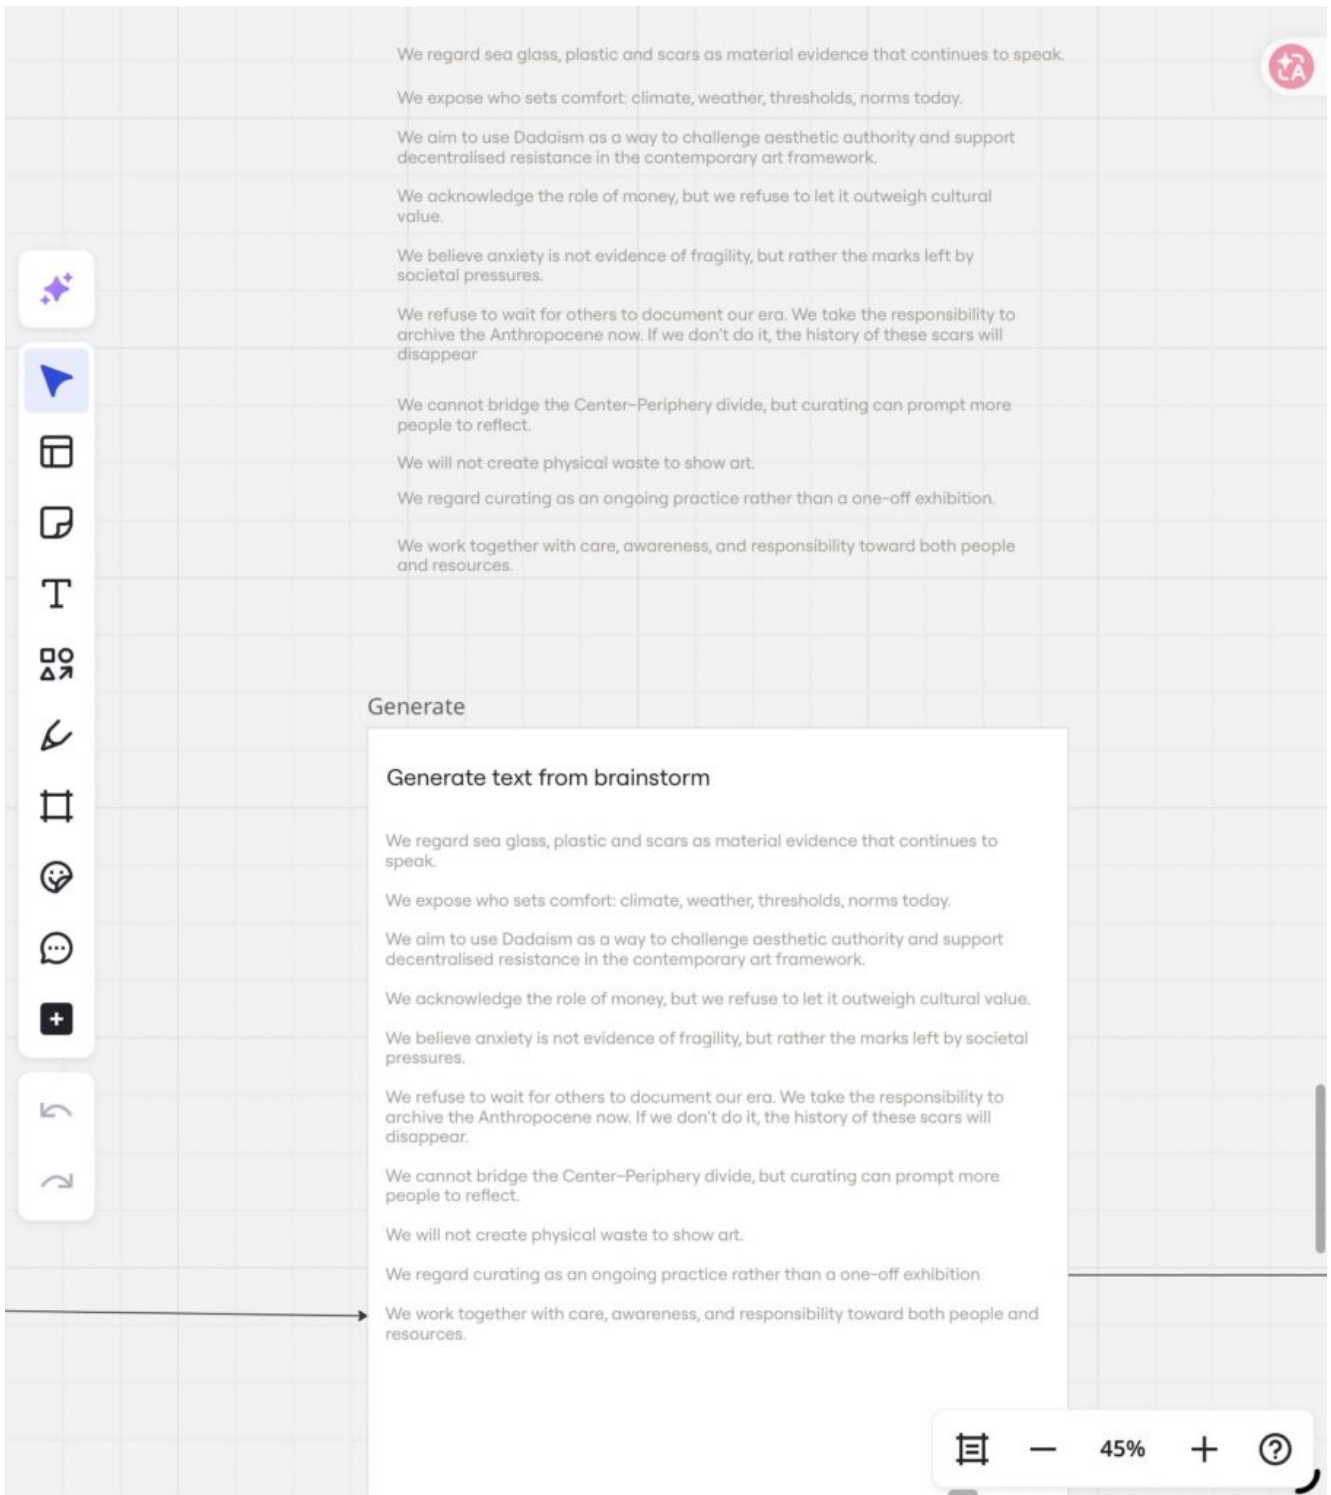 We regard sea glass, plastic and scars as material evidence that continues to speak.
We expose who sets comfort: climate, weather, thresholds, norms today.
We aim to use Dadaism as a way to challenge aesthetic authority and support
decentralised resistance in the contemporary art framework.
We acknowledge the role of money, but we refuse to let it outweigh cultural
value.
We believe anxiety is not evidence of fragility, but rather the marks left by
societal pressures.
We refuse to wait for others to document our era. We take the responsibility to
archive the Anthropocene now. If we don't do it, the history of these scars will
disappear
We cannot bridge the Center-Periphery divide, but curating can prompt more
people to reflect.
We will not create physical waste to show art.
We regard curating as an ongoing practice rather than a one-off exhibition.
We work together with care, awareness, and responsibility toward both people
and resources.
Generate
Generate text from brainstorm
We regard sea glass, plastic and scars as material evidence that continues to
speak.
We expose who sets comfort: climate, weather, thresholds, norms today.
We aim to use Dadaism as a way to challenge aesthetic authority and support
decentralised resistance in the contemporary art framework.
We acknowledge the role of money, but we refuse to let it outweigh cultural value.
We believe anxiety is not evidence of fragility, but rather the marks left by societal
pressures.
We refuse to wait for others to document our era. We take the responsibility to
archive the Anthropocene now. If we don't do it, the history of these scars will
disappear.
We cannot bridge the Center-Periphery divide, but curating can prompt more
people to reflect.
We will not create physical waste to show art.
We regard curating as an ongoing practice rather than a one-off exhibition
We work together with care, awareness, and responsibility toward both people and
resources.
45%